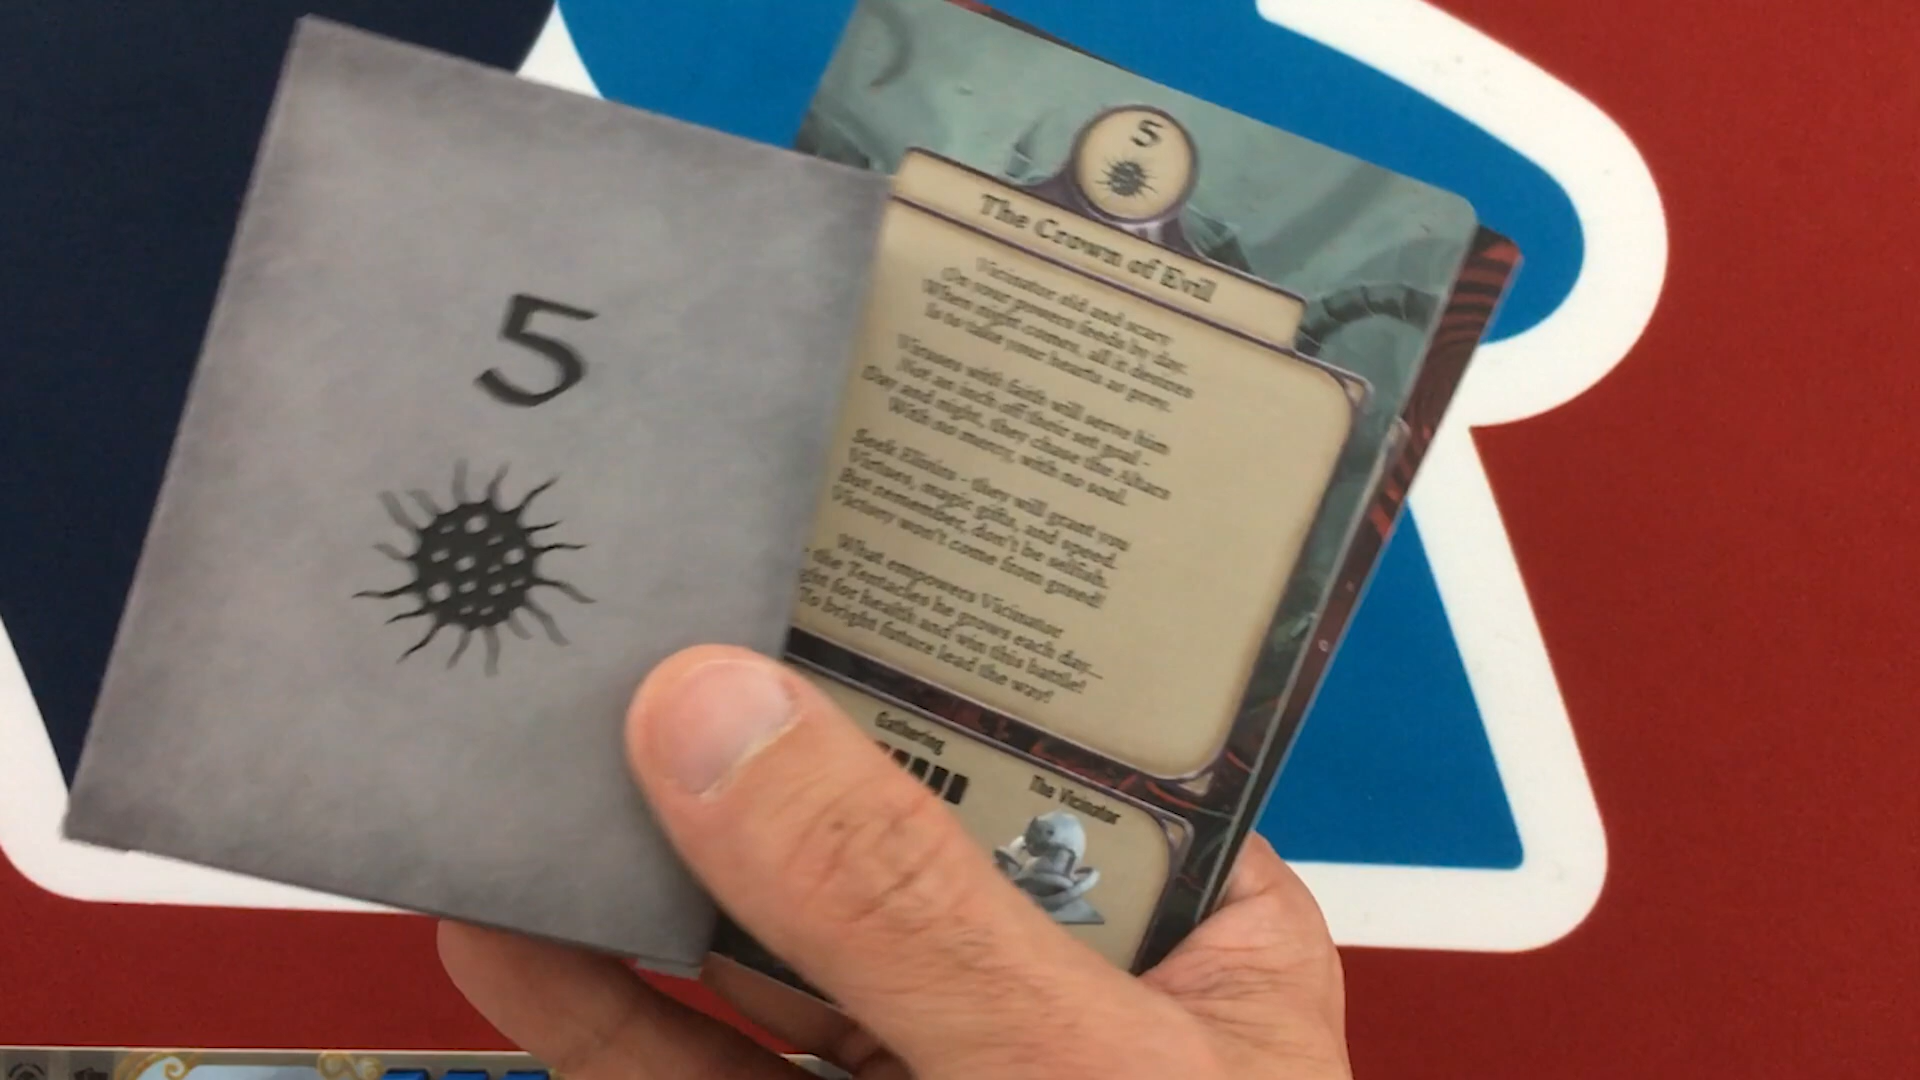 5
5
The Crown of Evil
Vicinator old and scary
On your powers feeds by day.
When night comes, all it desires
Is to take your hearts as prey.
Viruses with faith will serve him
Not an inch off their set goal -
Day and night, they chase the Altacs
With no mercy, with no soul.
Seek Elixirs - they will grant you
Virtues, magic gifts, and speed.
But remember, don't be selfish.
Victory won't come from greed!
What empowers Vicinator
- the Tentacles he grows each day...
for health and win this battle!
To bright future lead the way!
Gathering
The Vicinator